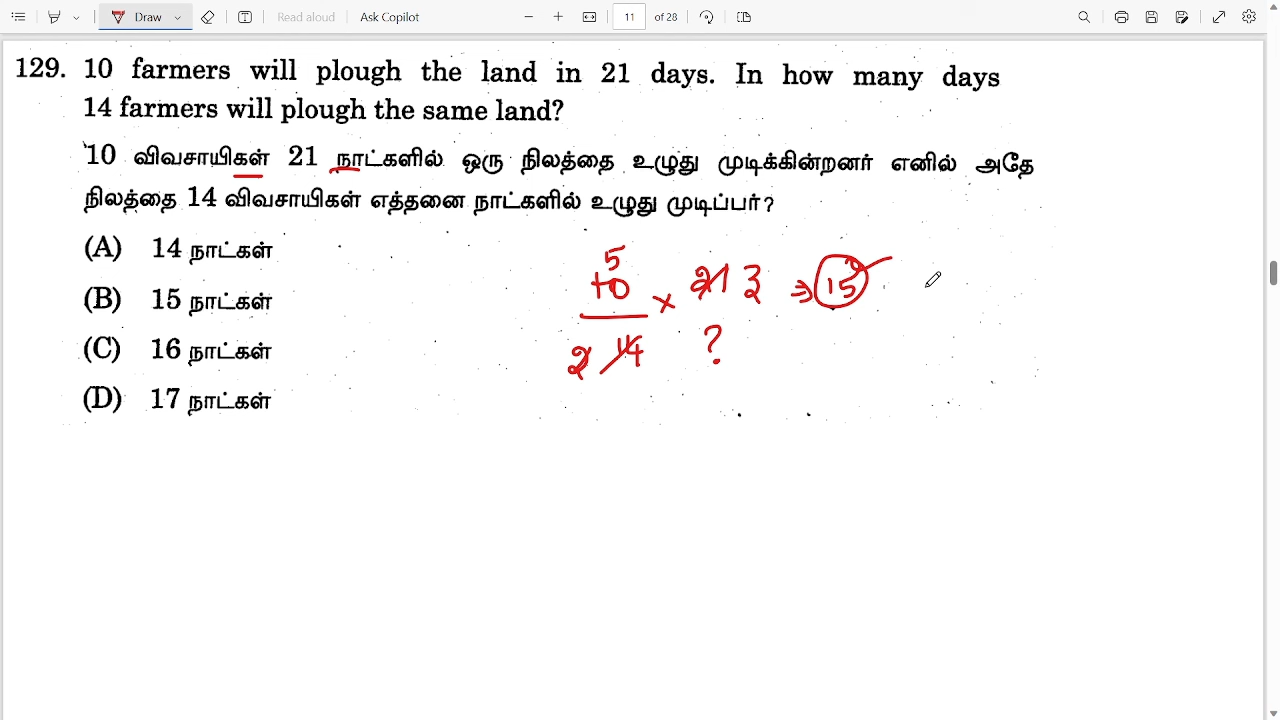 Draw Read aloud Ask Copilot 11 of 28
129. 10 farmers will plough the land in 21 days. In how many days
14 farmers will plough the same land?
10 விவசாயிகள் 21 நாட்களில் ஒரு நிலத்தை உழுது முடிக்கின்றனர் எனில் அதே
நிலத்தை 14 விவசாயிகள் எத்தனை நாட்களில் உழுது முடிப்பர்?
(A) 14 நாட்கள்
(B) 15 நாட்கள்
(C) 16 நாட்கள்
(D) 17 நாட்கள்
5
10 × 21 3 ⇒ 15
2 14 ?